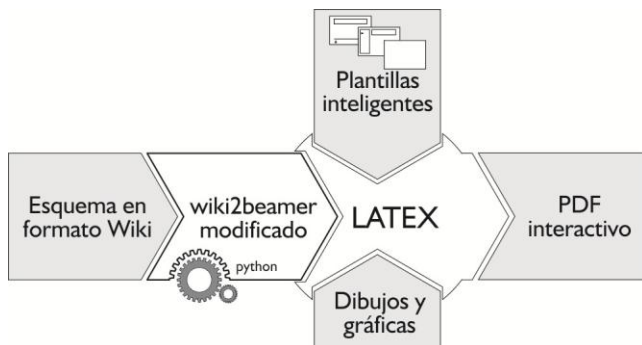 Plantillas
inteligentes
Esquema en
formato Wiki
wiki2beamer
modificado
python
LATEX
PDF
interactivo
Dibujos y
gráficas